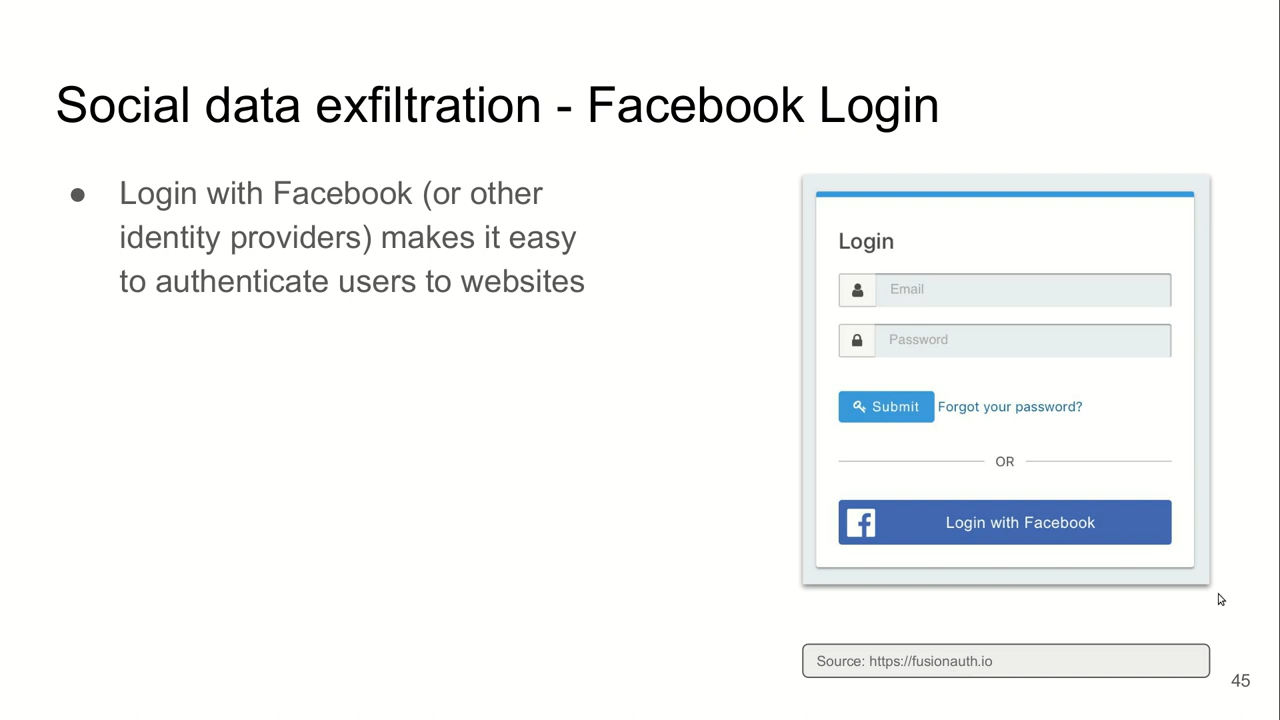 Social data exfiltration - Facebook Login
● Login with Facebook (or other
identity providers) makes it easy
to authenticate users to websites
Login
Email
Password
Submit Forgot your password?
OR
Login with Facebook
Source: https://fusionauth.io
45